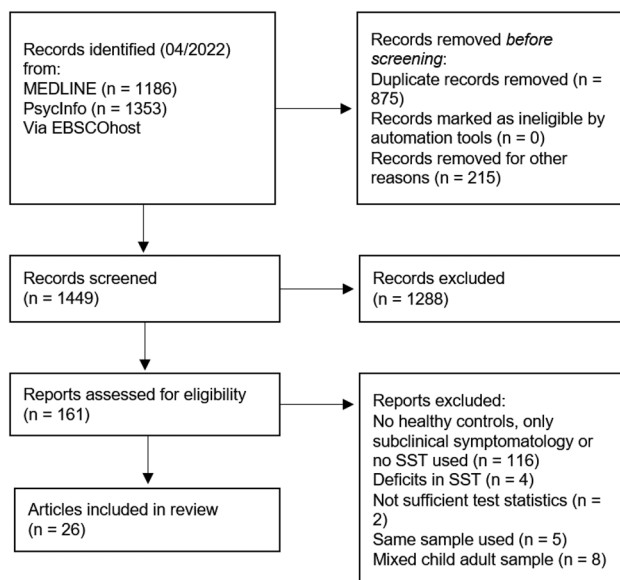 Records identified (04/2022)
from:
MEDLINE (n = 1186)
PsycInfo (n = 1353)
Via EBSCOhost
Records removed before
screening:
Duplicate records removed (n =
875)
Records marked as ineligible by
automation tools (n = 0)
Records removed for other
reasons (n = 215)
Records screened
(n = 1449)
Records excluded
(n = 1288)
Reports assessed for eligibility
(n = 161)
Reports excluded:
No healthy controls, only
subclinical symptomatology or
no SST used (n = 116)
Deficits in SST (n = 4)
Not sufficient test statistics (n =
2)
Same sample used (n = 5)
Mixed child adult sample (n = 8)
Articles included in review
(n = 26)